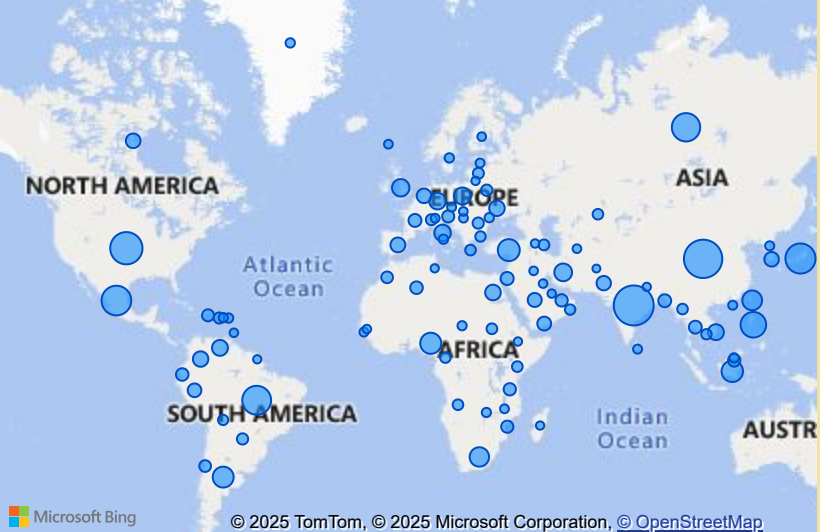 NORTH AMERICA
EUROPE
ASIA
Atlantic
Ocean
AFRICA
SOUTH AMERICA
Indian
Ocean
AUSTR
Microsoft Bing
© 2025 TomTom, © 2025 Microsoft Corporation, © OpenStreetMap